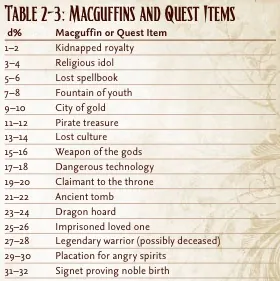 Table 2-3: Macguffins and Quest Items
d% Macguffin or Quest Item
1–2 Kidnapped royalty
3–4 Religious idol
5–6 Lost spellbook
7–8 Fountain of youth
9–10 City of gold
11–12 Pirate treasure
13–14 Lost culture
15–16 Weapon of the gods
17–18 Dangerous technology
19–20 Claimant to the throne
21–22 Ancient tomb
23–24 Dragon hoard
25–26 Imprisoned loved one
27–28 Legendary warrior (possibly deceased)
29–30 Placation for angry spirits
31–32 Signet proving noble birth